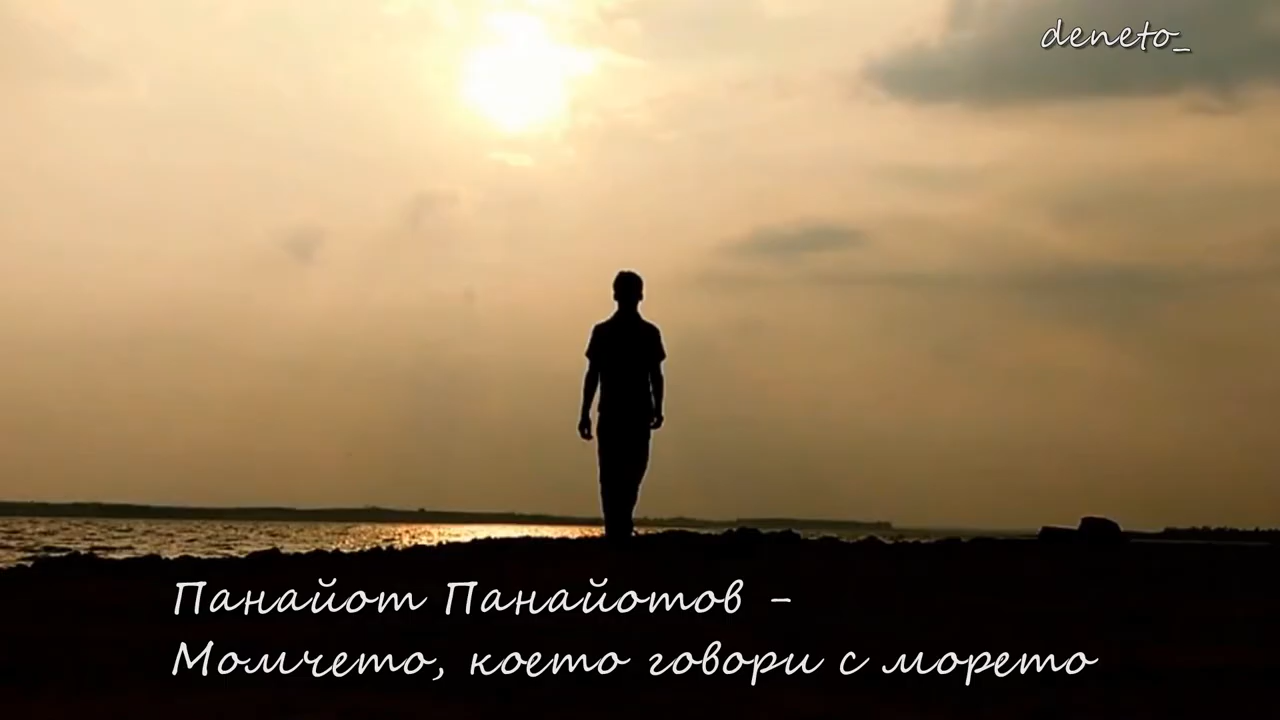 deneto_
Панайот Панайотов -
Момчето, което говори с морето